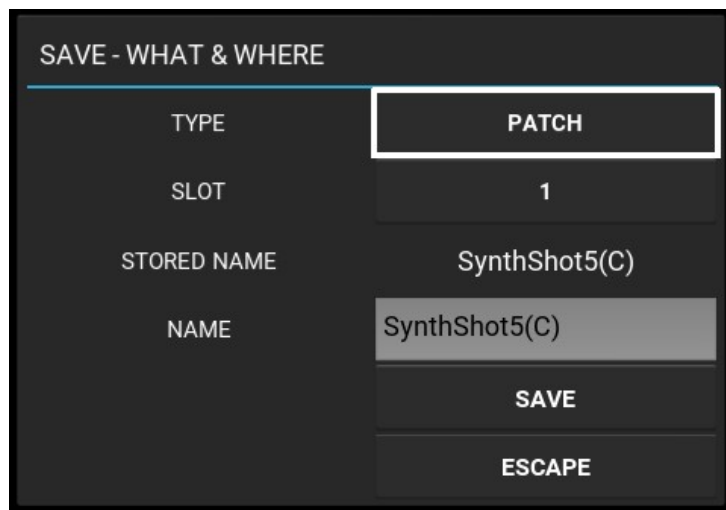 SAVE - WHAT & WHERE
TYPE PATCH
SLOT 1
STORED NAME SynthShot5(C)
NAME SynthShot5(C)
SAVE
ESCAPE